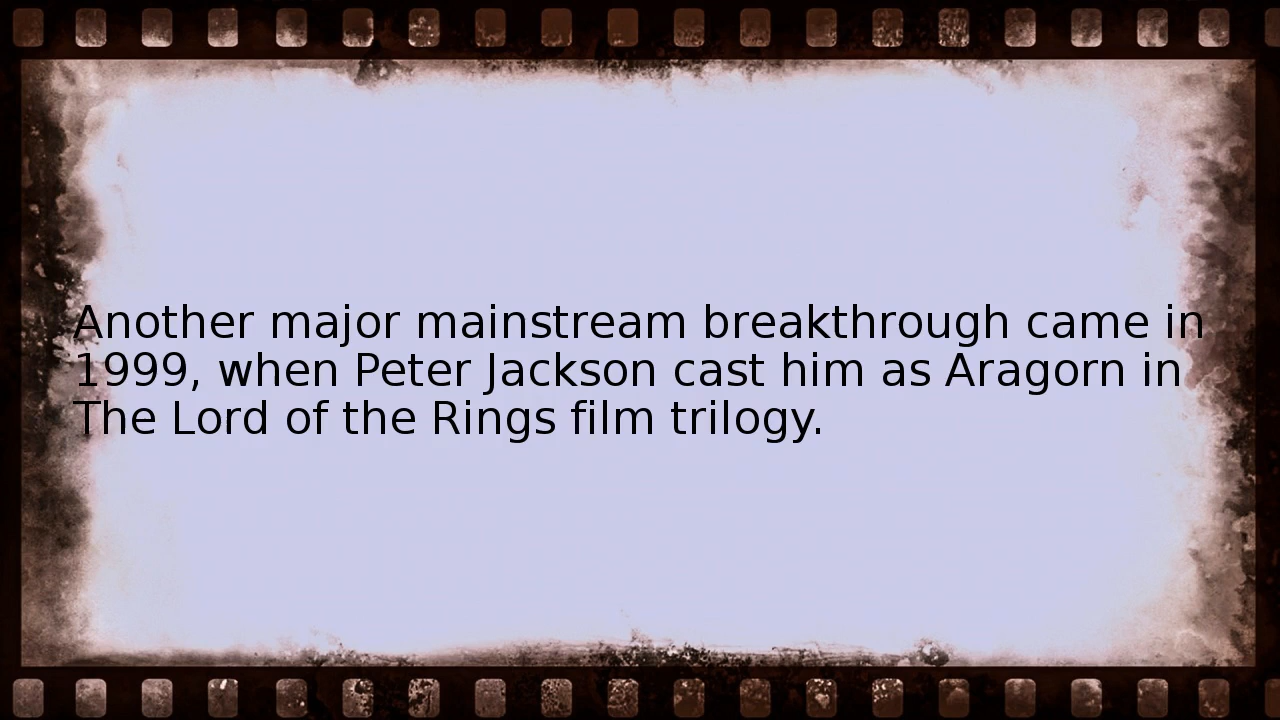 Another major mainstream breakthrough came in
1999, when Peter Jackson cast him as Aragorn in
The Lord of the Rings film trilogy.